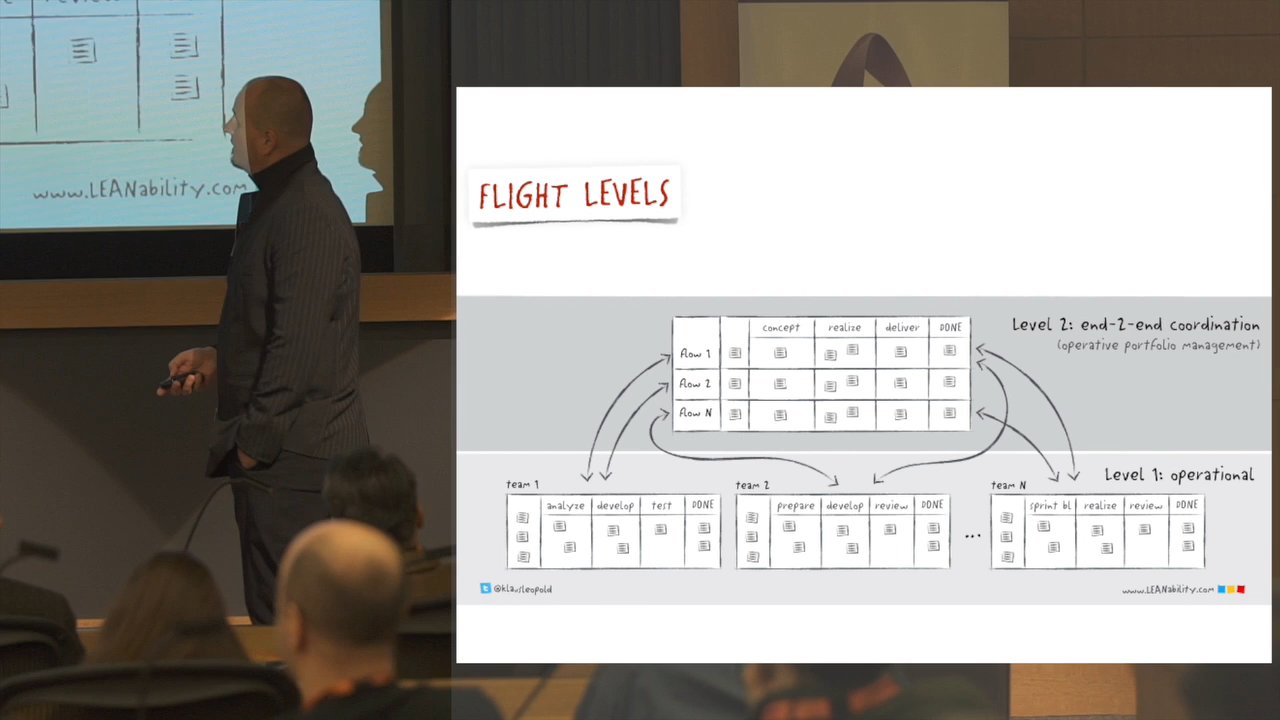 www.LEANability.com
FLIGHT LEVELS
concept realize deliver DONE
flow 1
flow 2
flow N
Level 2: end-2-end coordination
(operative portfolio management)
Level 1: operational
team 1
analyze develop test DONE
team 2
prepare develop review DONE
...
team N
sprint bl realize review DONE
@klausleopold
www.LEANability.com